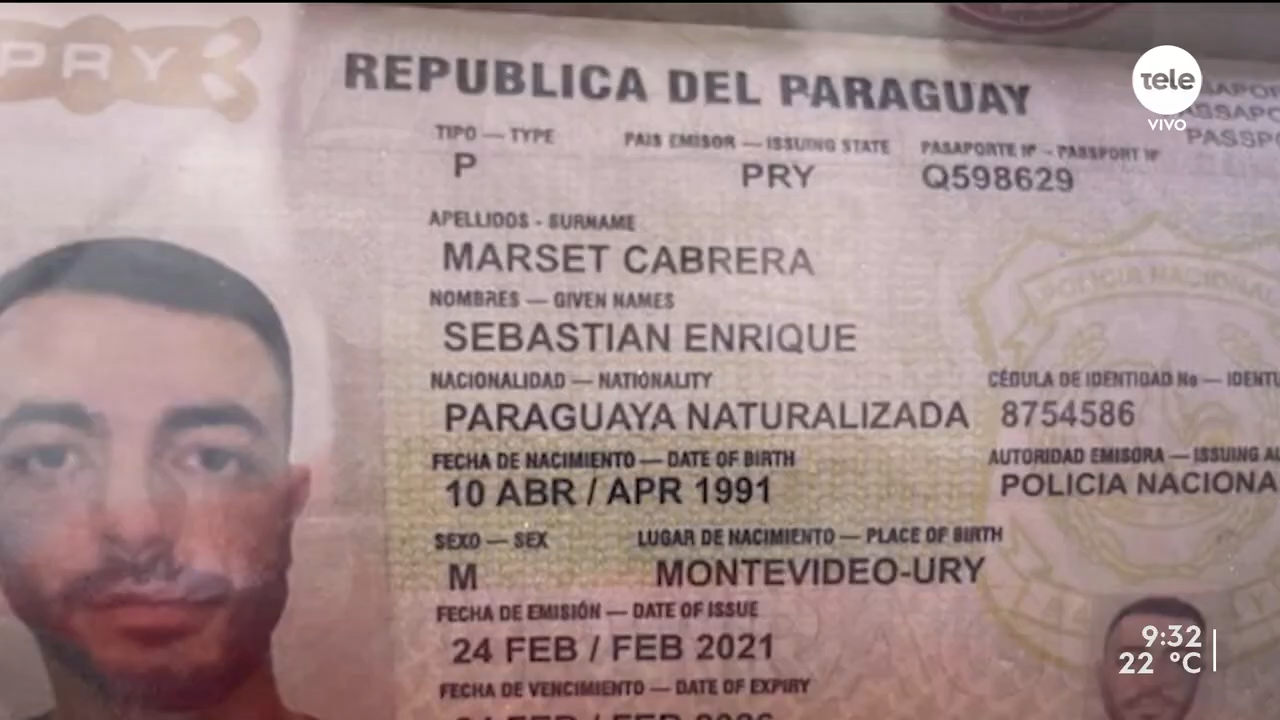 PRY
REPUBLICA DEL PARAGUAY
tele
VIVO
TIPO — TYPE
PAIS EMISOR — ISSUING STATE
PASAPORTE Nº - PASSPORT Nº
P
PRY
Q598629
APELLIDOS - SURNAME
MARSET CABRERA
NOMBRES — GIVEN NAMES
SEBASTIAN ENRIQUE
POLICIA NACIONAL
NACIONALIDAD — NATIONALITY
CÉDULA DE IDENTIDAD No —
PARAGUAYA NATURALIZADA
8754586
FECHA DE NACIMIENTO — DATE OF BIRTH
AUTORIDAD EMISORA — ISSUING
10 ABR / APR 1991
POLICIA NACIONA
SEXO — SEX
LUGAR DE NACIMIENTO — PLACE OF BIRTH
M
MONTEVIDEO-URY
FECHA DE EMISIÓN — DATE OF ISSUE
24 FEB / FEB 2021
FECHA DE VENCIMIENTO — DATE OF EXPIRY
9:32
22 °C